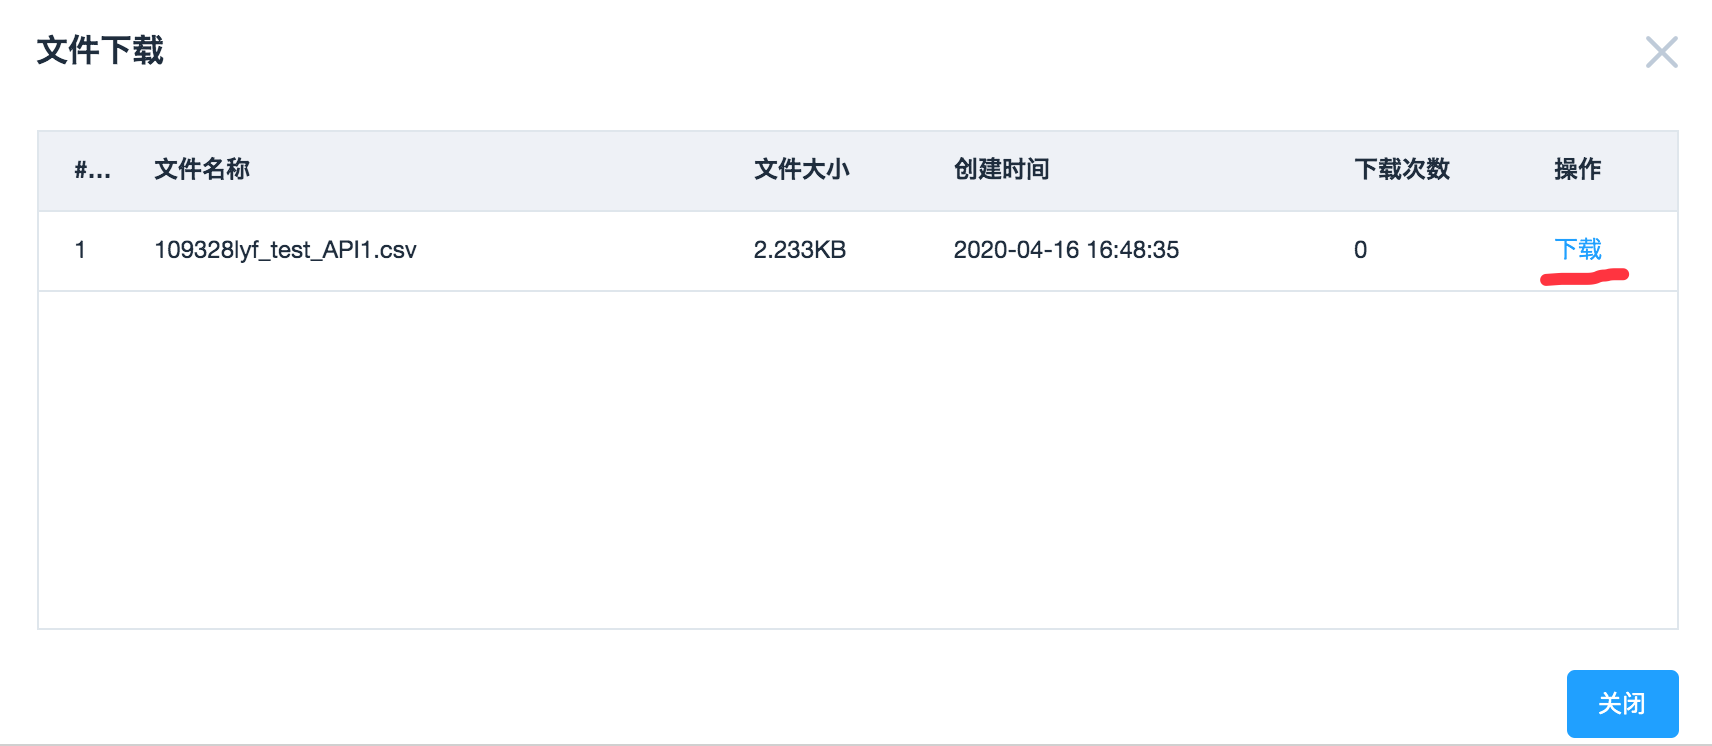 文件下载
#... 文件名称 文件大小 创建时间 下载次数 操作
1 109328lyf_test_API1.csv 2.233KB 2020-04-16 16:48:35 0 下载
关闭